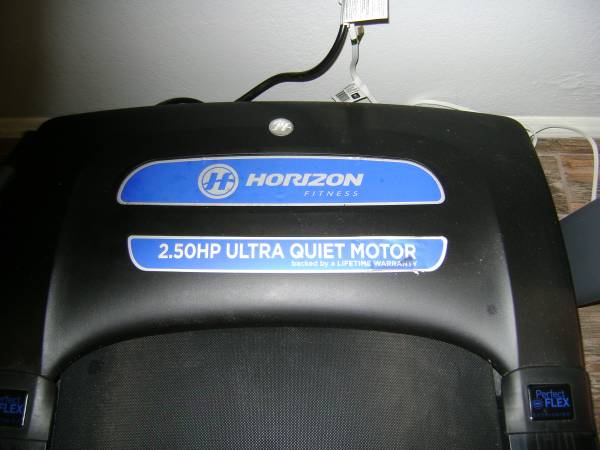 HORIZON
FITNESS
2.50HP ULTRA QUIET MOTOR
backed by a LIFETIME WARRANTY
Perfect
FLEX
Perfect
FLEX